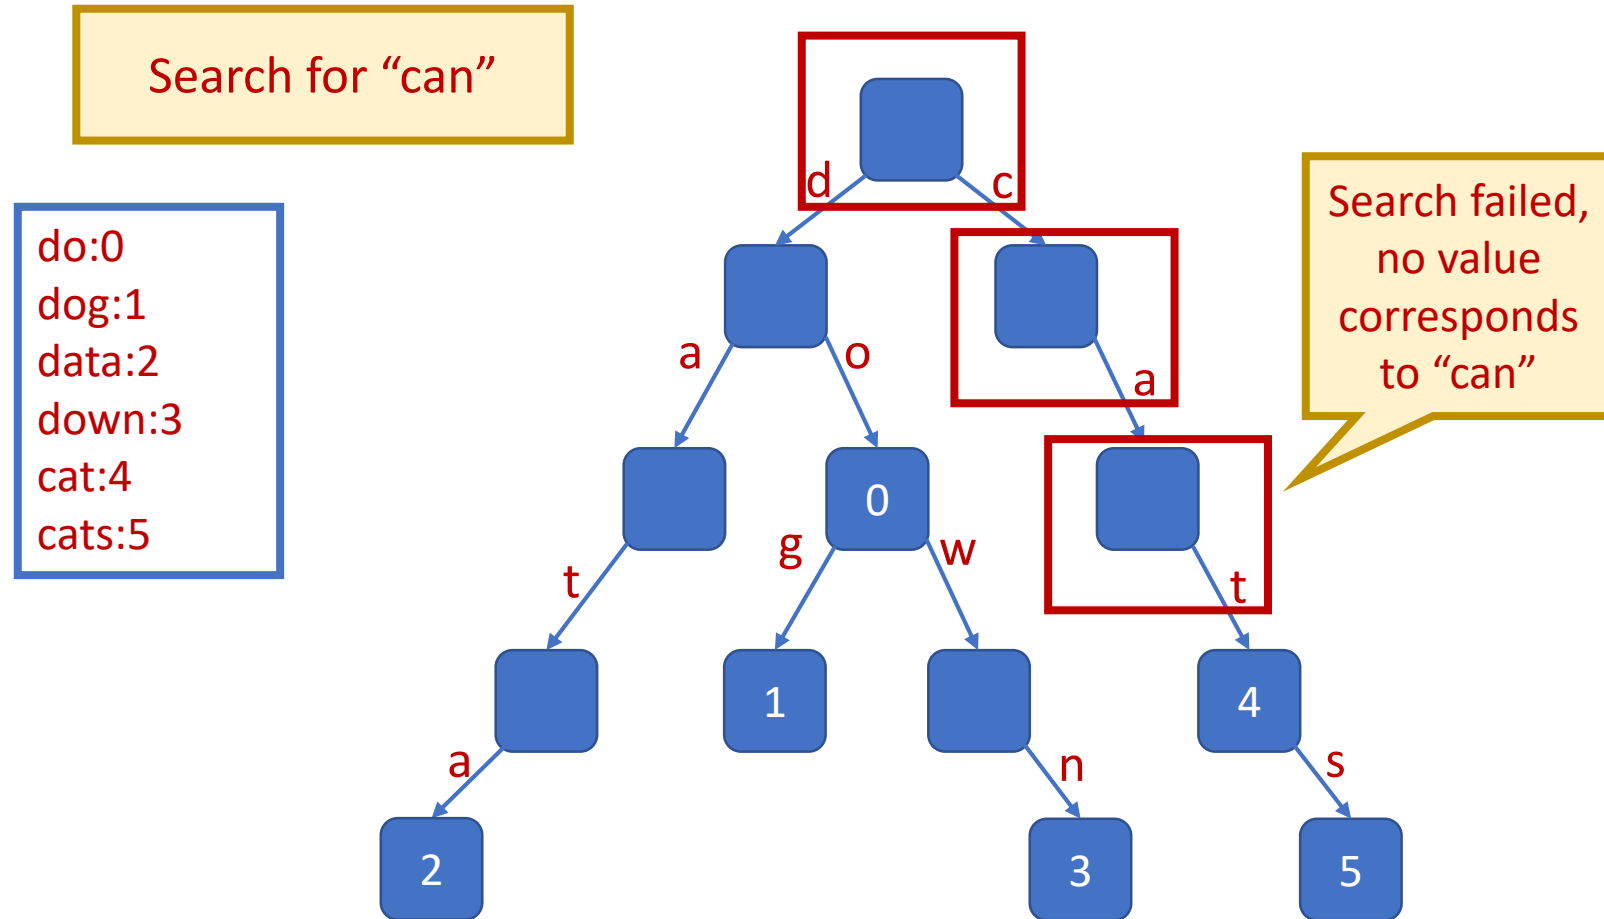 Search for “can”
do:0
dog:1
data:2
down:3
cat:4
cats:5
d
c
Search failed,
no value
corresponds
to “can”
a
o
a
0
g
w
t
t
1
4
a
n
s
2
3
5